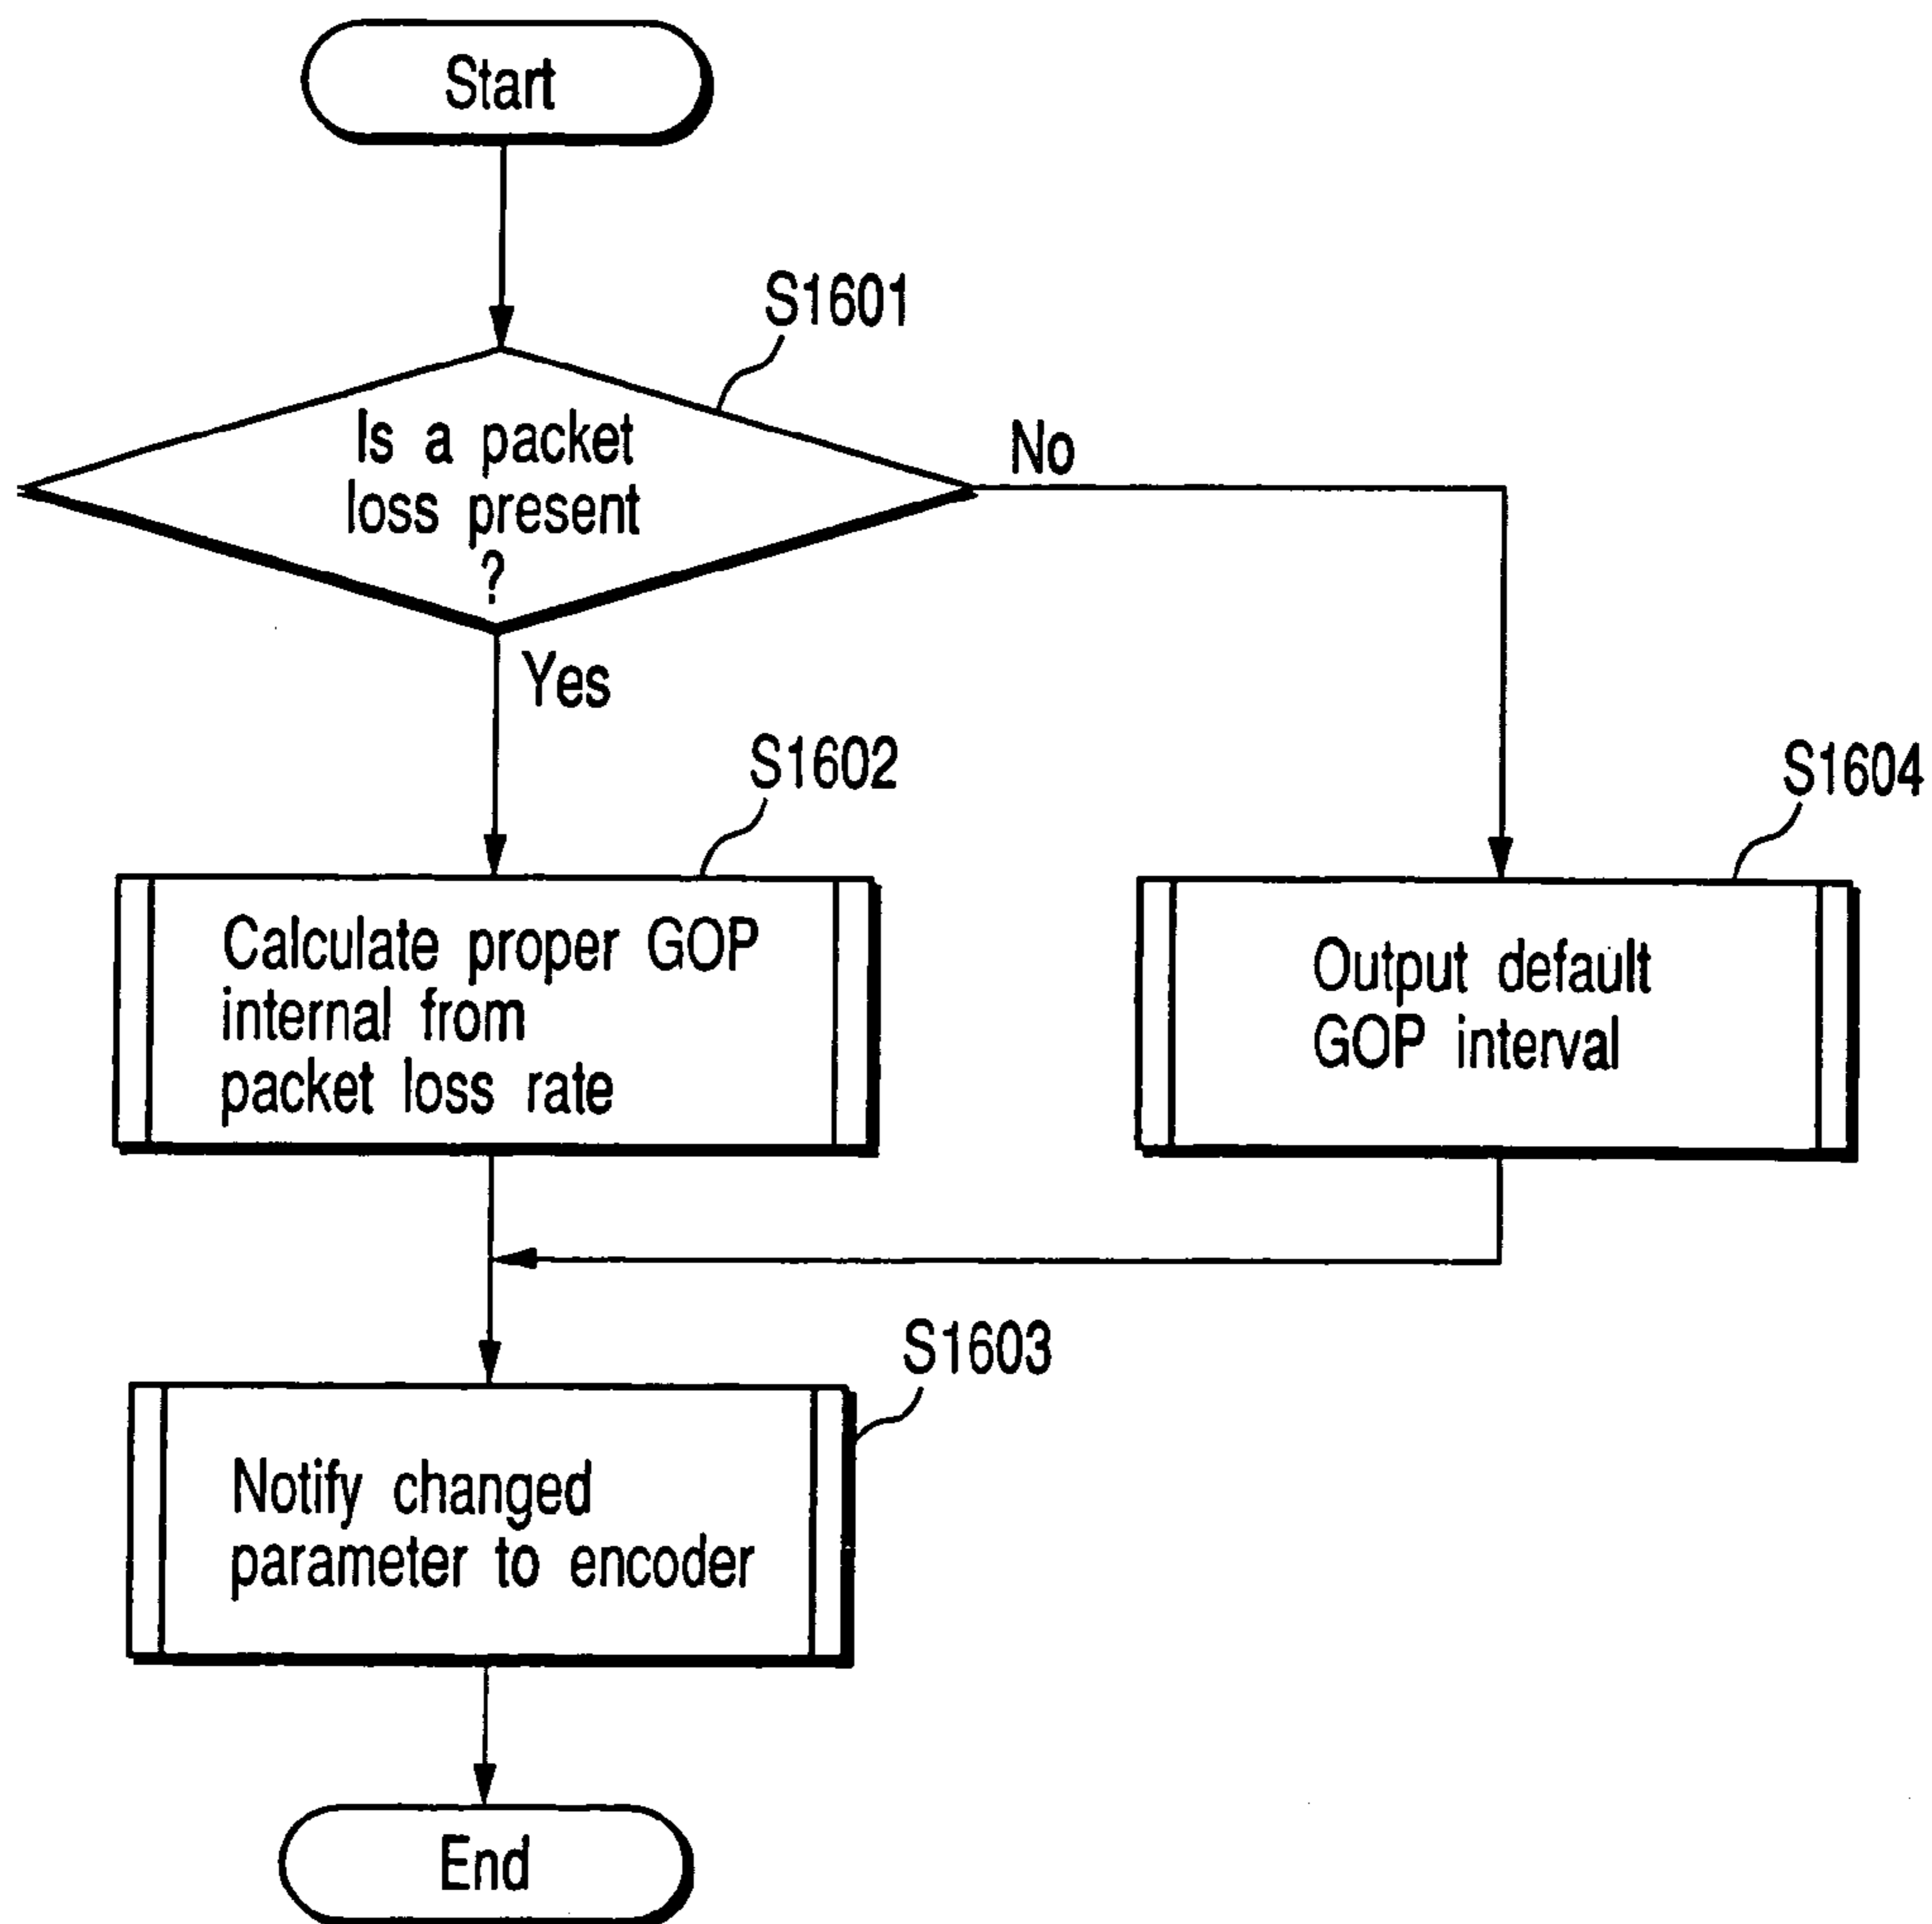 Start
S1601
Is a packet
loss present
?
No
Yes
S1602
S1604
Calculate proper GOP
internal from
packet loss rate
Output default
GOP interval
S1603
Notify changed
parameter to encoder
End